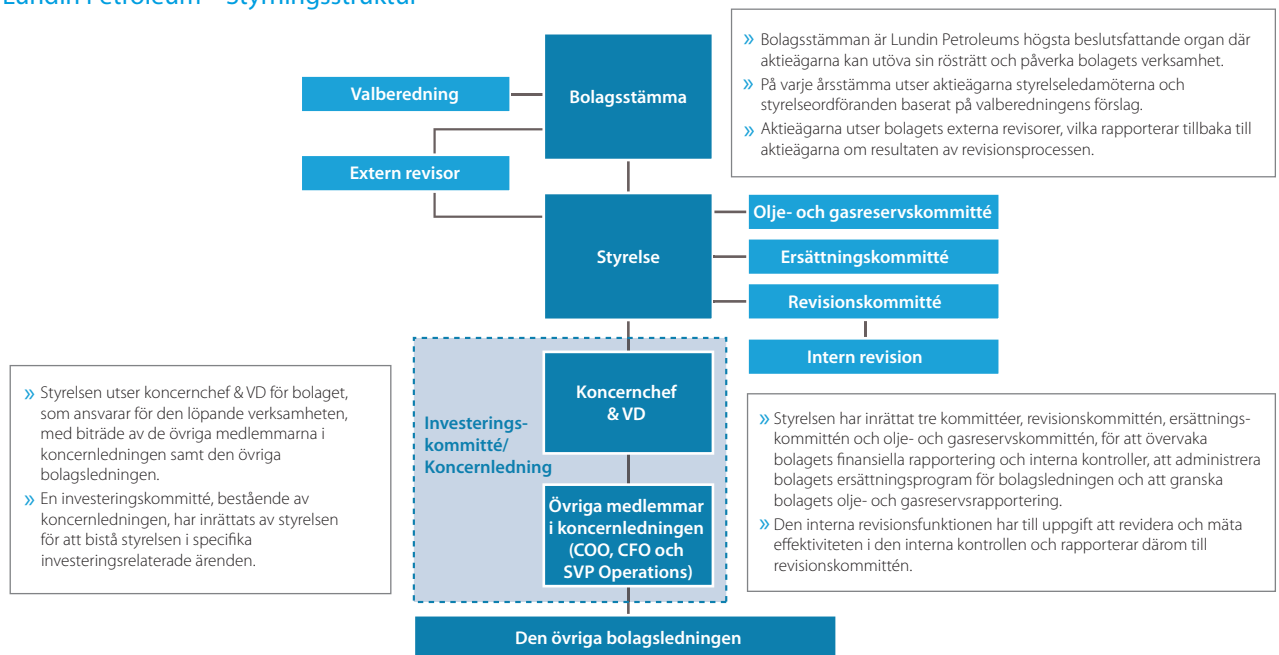 Lundin Petroleum – Styrningsstruktur
» Bolagsstämman är Lundin Petroleums högsta beslutsfattande organ där
aktieägarna kan utöva sin rösträtt och påverka bolagets verksamhet.
» På varje årsstämma utser aktieägarna styrelseledamöterna och
styrelseordföranden baserat på valberedningens förslag.
» Aktieägarna utser bolagets externa revisorer, vilka rapporterar tillbaka till
aktieägarna om resultaten av revisionsprocessen.
Valberedning
Bolagsstämma
Extern revisor
Styrelse
Olje- och gasreservskommitté
Ersättningskommitté
Revisionskommitté
Intern revision
» Styrelsen utser koncernchef & VD för bolaget,
som ansvarar för den löpande verksamheten,
med biträde av de övriga medlemmarna i
koncernledningen samt den övriga
bolagsledningen.
» En investeringskommitté, bestående av
koncernledningen, har inrättats av styrelsen
för att bistå styrelsen i specifika
investeringsrelaterade ärenden.
Investerings-
kommitté/
Koncernledning
Koncernchef
& VD
Övriga medlemmar
i koncernledningen
(COO, CFO och
SVP Operations)
» Styrelsen har inrättat tre kommittéer, revisionskommittén, ersättnings-
kommittén och olje- och gasreservskommittén, för att övervaka
bolagets finansiella rapportering och interna kontroller, att administrera
bolagets ersättningsprogram för bolagsledningen och att granska
bolagets olje- och gasreservsrapportering.
» Den interna revisionsfunktionen har till uppgift att revidera och mäta
effektiviteten i den interna kontrollen och rapporterar därom till
revisionskommittén.
Den övriga bolagsledningen